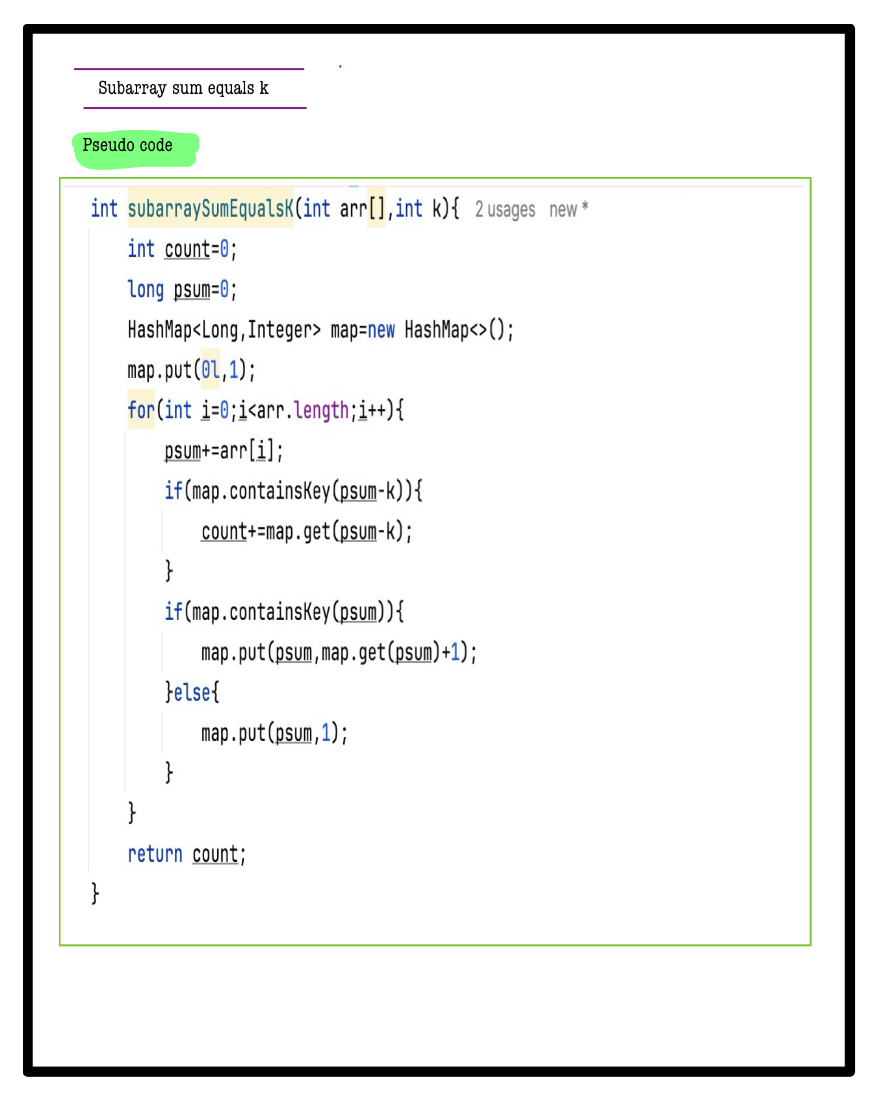 Subarray sum equals k
Pseudo code
int subarraySumEqualsK(int arr[],int k){ 2 usages new *
int count=0;
long psum=0;
HashMap<Long,Integer> map=new HashMap<>();
map.put(0l,1);
for(int i=0;i<arr.length;i++){
psum+=arr[i];
if(map.containsKey(psum-k)){
count+=map.get(psum-k);
}
if(map.containsKey(psum)){
map.put(psum,map.get(psum)+1);
}else{
map.put(psum,1);
}
}
return count;
}